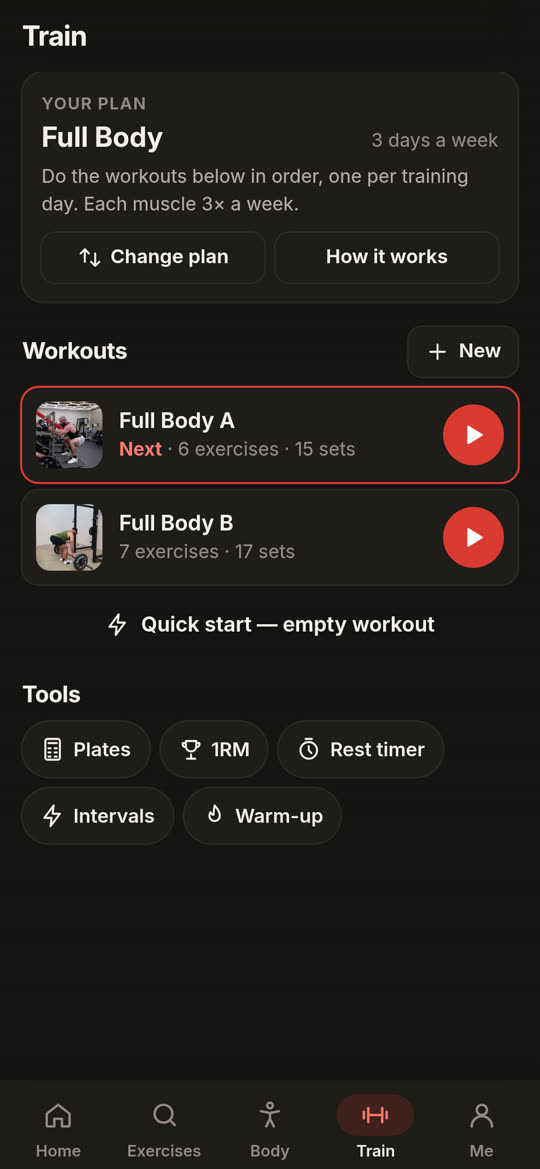 Train
YOUR PLAN
Full Body
3 days a week
Do the workouts below in order, one per training
day. Each muscle 3× a week.
Change plan
How it works
Workouts
New
Full Body A
Next · 6 exercises · 15 sets
Full Body B
7 exercises · 17 sets
Quick start — empty workout
Tools
Plates
1RM
Rest timer
Intervals
Warm-up
Home
Exercises
Body
Train
Me